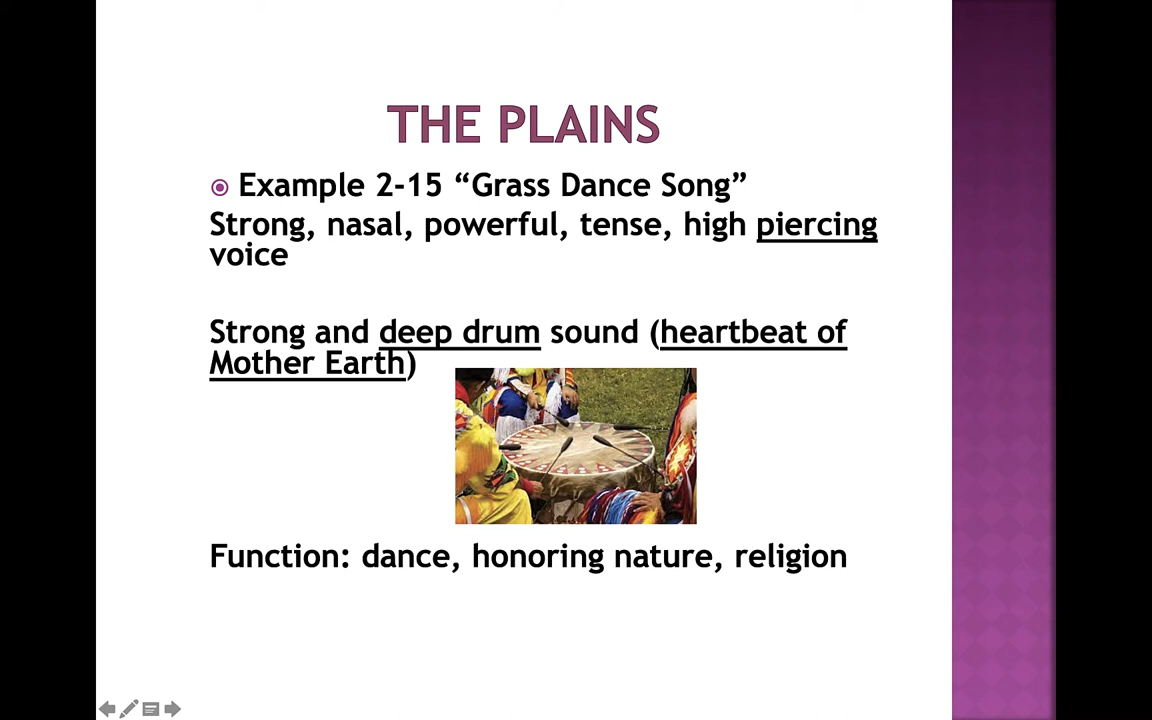 THE PLAINS
Example 2-15 “Grass Dance Song”
Strong, nasal, powerful, tense, high piercing
voice
Strong and deep drum sound (heartbeat of
Mother Earth)
Function: dance, honoring nature, religion